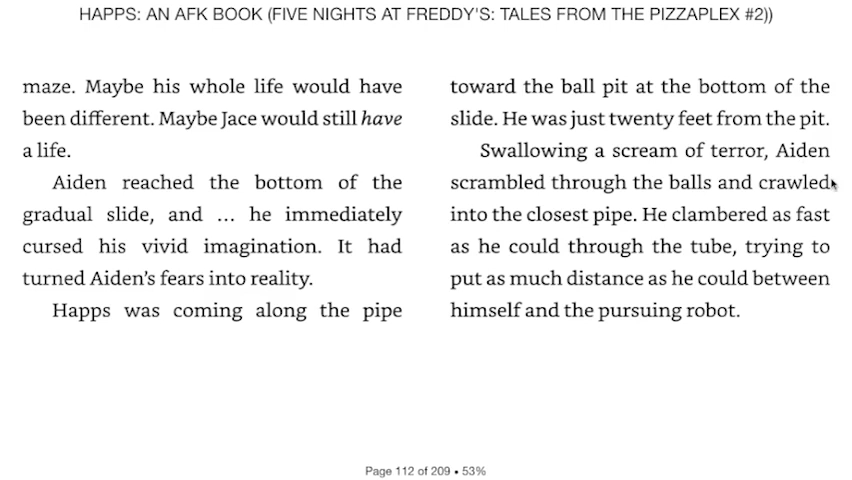 HAPPS: AN AFK BOOK (FIVE NIGHTS AT FREDDY'S: TALES FROM THE PIZZAPLEX #2))
maze. Maybe his whole life would have
been different. Maybe Jace would still have
a life.
Aiden reached the bottom of the
gradual slide, and … he immediately
cursed his vivid imagination. It had
turned Aiden’s fears into reality.
Happs was coming along the pipe
toward the ball pit at the bottom of the
slide. He was just twenty feet from the pit.
Swallowing a scream of terror, Aiden
scrambled through the balls and crawled
into the closest pipe. He clambered as fast
as he could through the tube, trying to
put as much distance as he could between
himself and the pursuing robot.
Page 112 of 209 • 53%